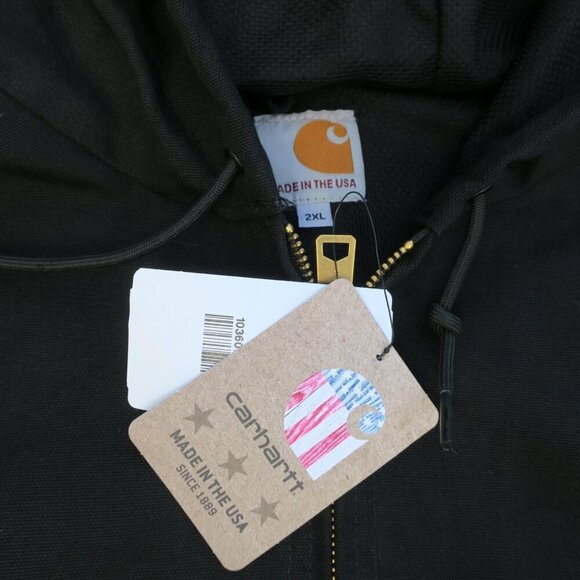 MADE IN THE USA
2XL
10360
carhartt
MADE IN THE USA
SINCE 1889